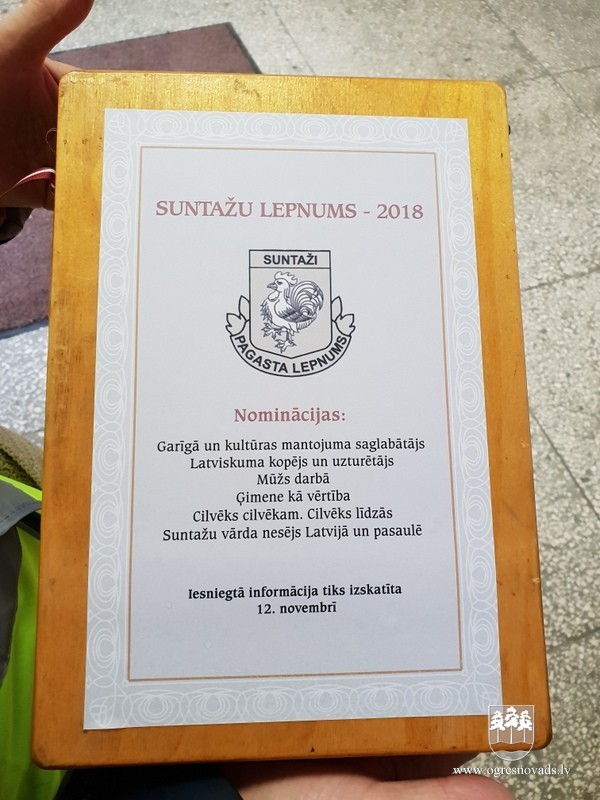 SUNTAŽU LEPNUMS - 2018
SUNTAŽI
PAGASTA LEPNUMS
Nominācijas:
Garīgā un kultūras mantojuma saglabātājs
Latviskuma kopējs un uzturētājs
Mūžs darbā
Ģimene kā vērtība
Cilvēks cilvēkam. Cilvēks līdzās
Suntažu vārda nesējs Latvijā un pasaulē
Iesniegtā informācija tiks izskatīta
12. novembrī
www.ogresnovads.lv